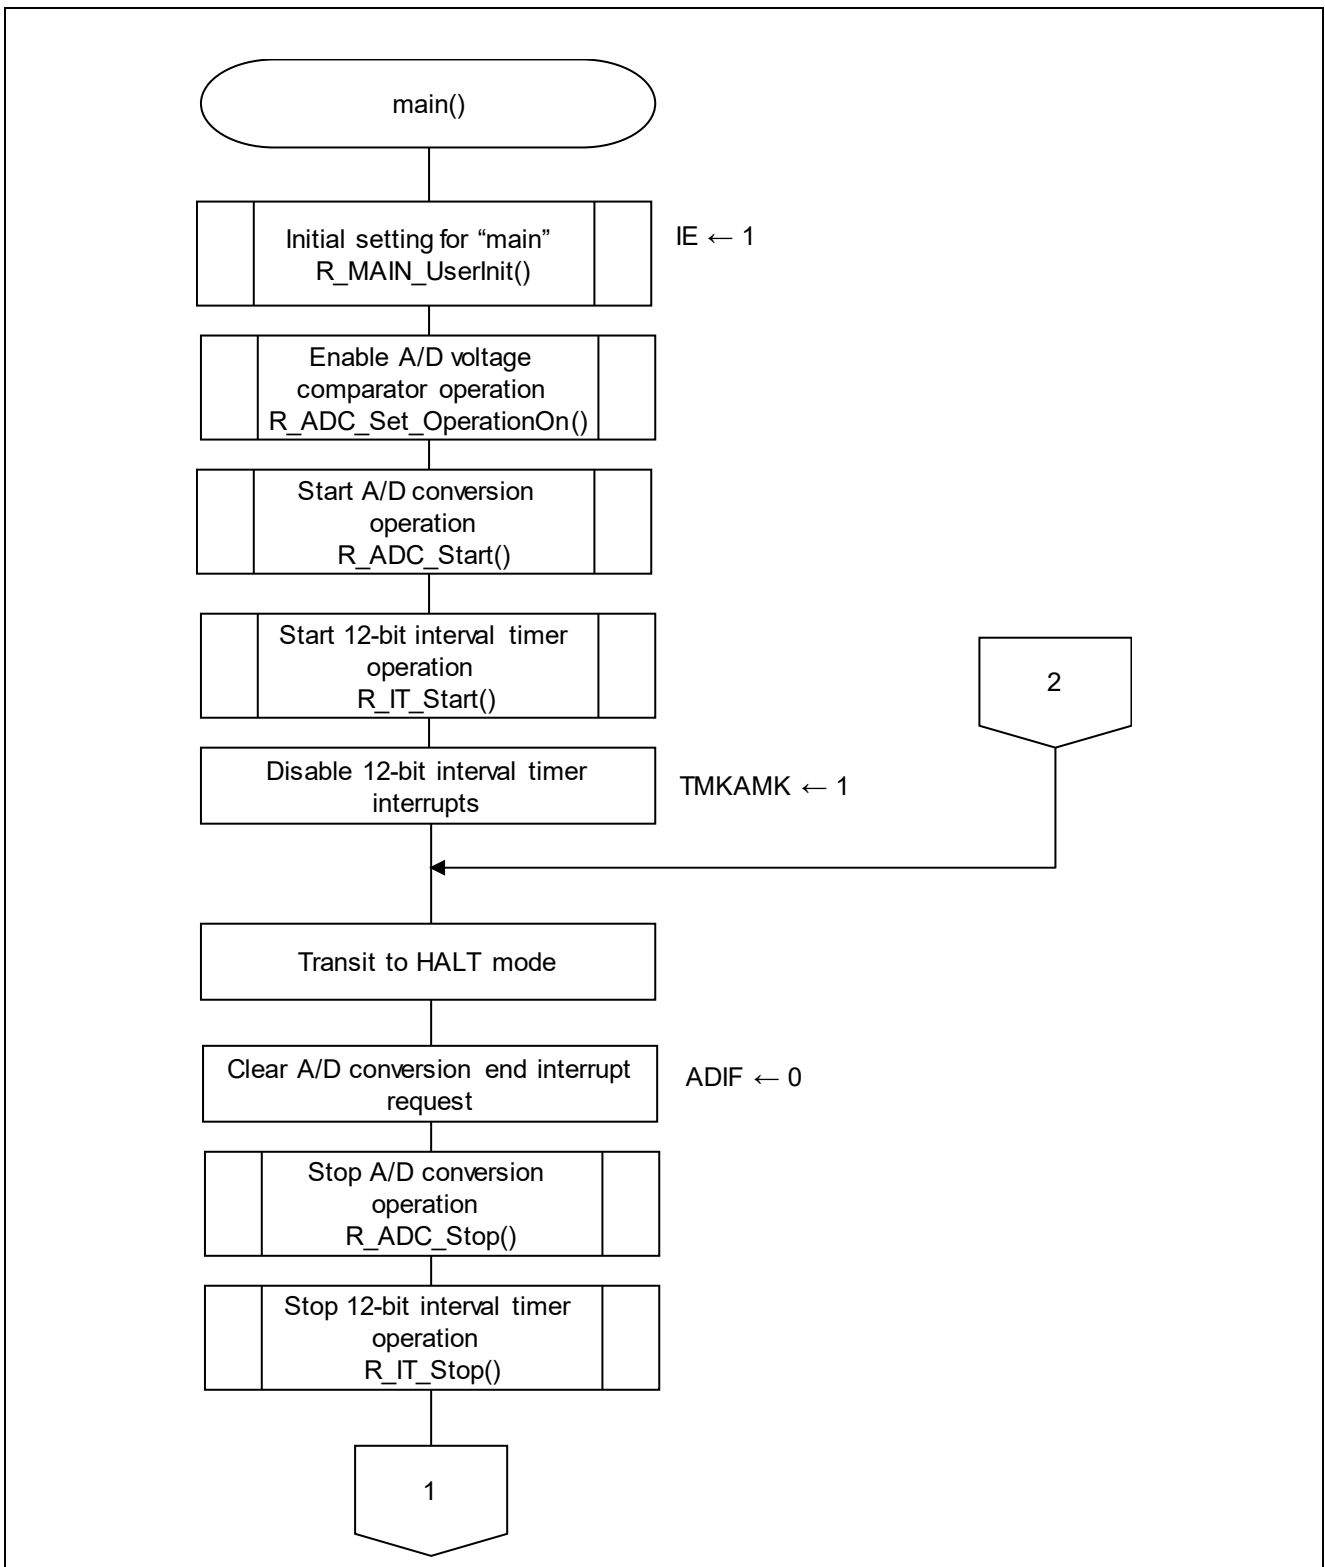 main()
Initial setting for “main”
R_MAIN_UserInit()
IE ← 1
Enable A/D voltage
comparator operation
R_ADC_Set_OperationOn()
Start A/D conversion
operation
R_ADC_Start()
Start 12-bit interval timer
operation
R_IT_Start()
2
Disable 12-bit interval timer
interrupts
TMKAMK ← 1
Transit to HALT mode
Clear A/D conversion end interrupt
request
ADIF ← 0
Stop A/D conversion
operation
R_ADC_Stop()
Stop 12-bit interval timer
operation
R_IT_Stop()
1